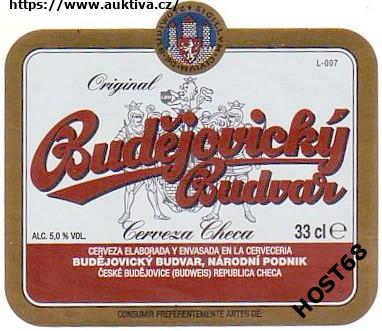 https://www.auktiva.cz/
L-007
Original
Budějovický
Budvar
Cerveza Checa
ALC. 5,0 % VOL.
33 cl e
CERVEZA ELABORADA Y ENVASADA EN LA CERVECERIA
BUDĚJOVICKÝ BUDVAR, NÁRODNÍ PODNIK
ČESKÉ BUDĚJOVICE (BUDWEIS) REPUBLICA CHECA
CONSUMIR PREFERENTEMENTE ANTES DE:
HOST68